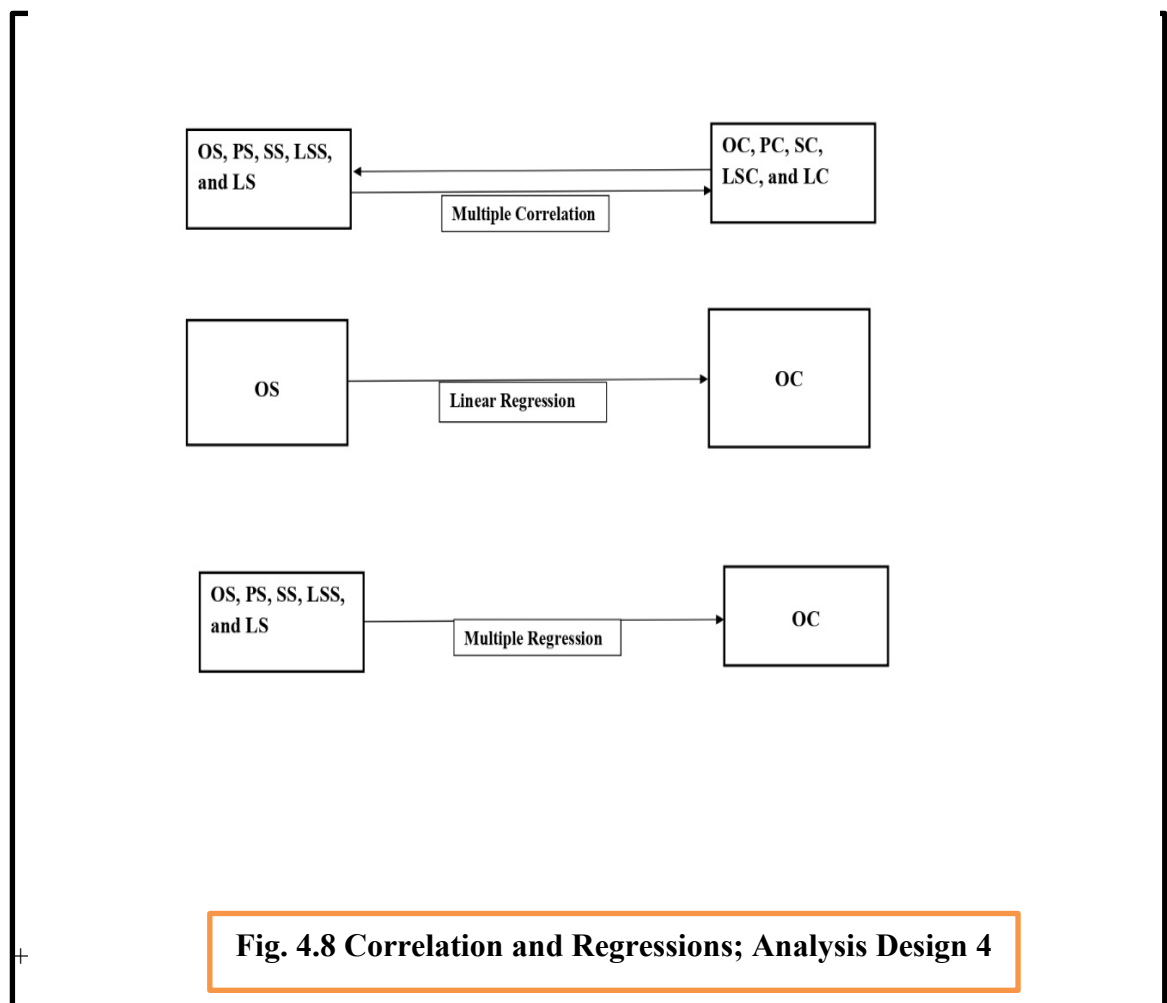 OS, PS, SS, LSS,
and LS
OC, PC, SC,
LSC, and LC
Multiple Correlation
OS
Linear Regression
OC
OS, PS, SS, LSS,
and LS
Multiple Regression
OC
Fig. 4.8 Correlation and Regressions; Analysis Design 4